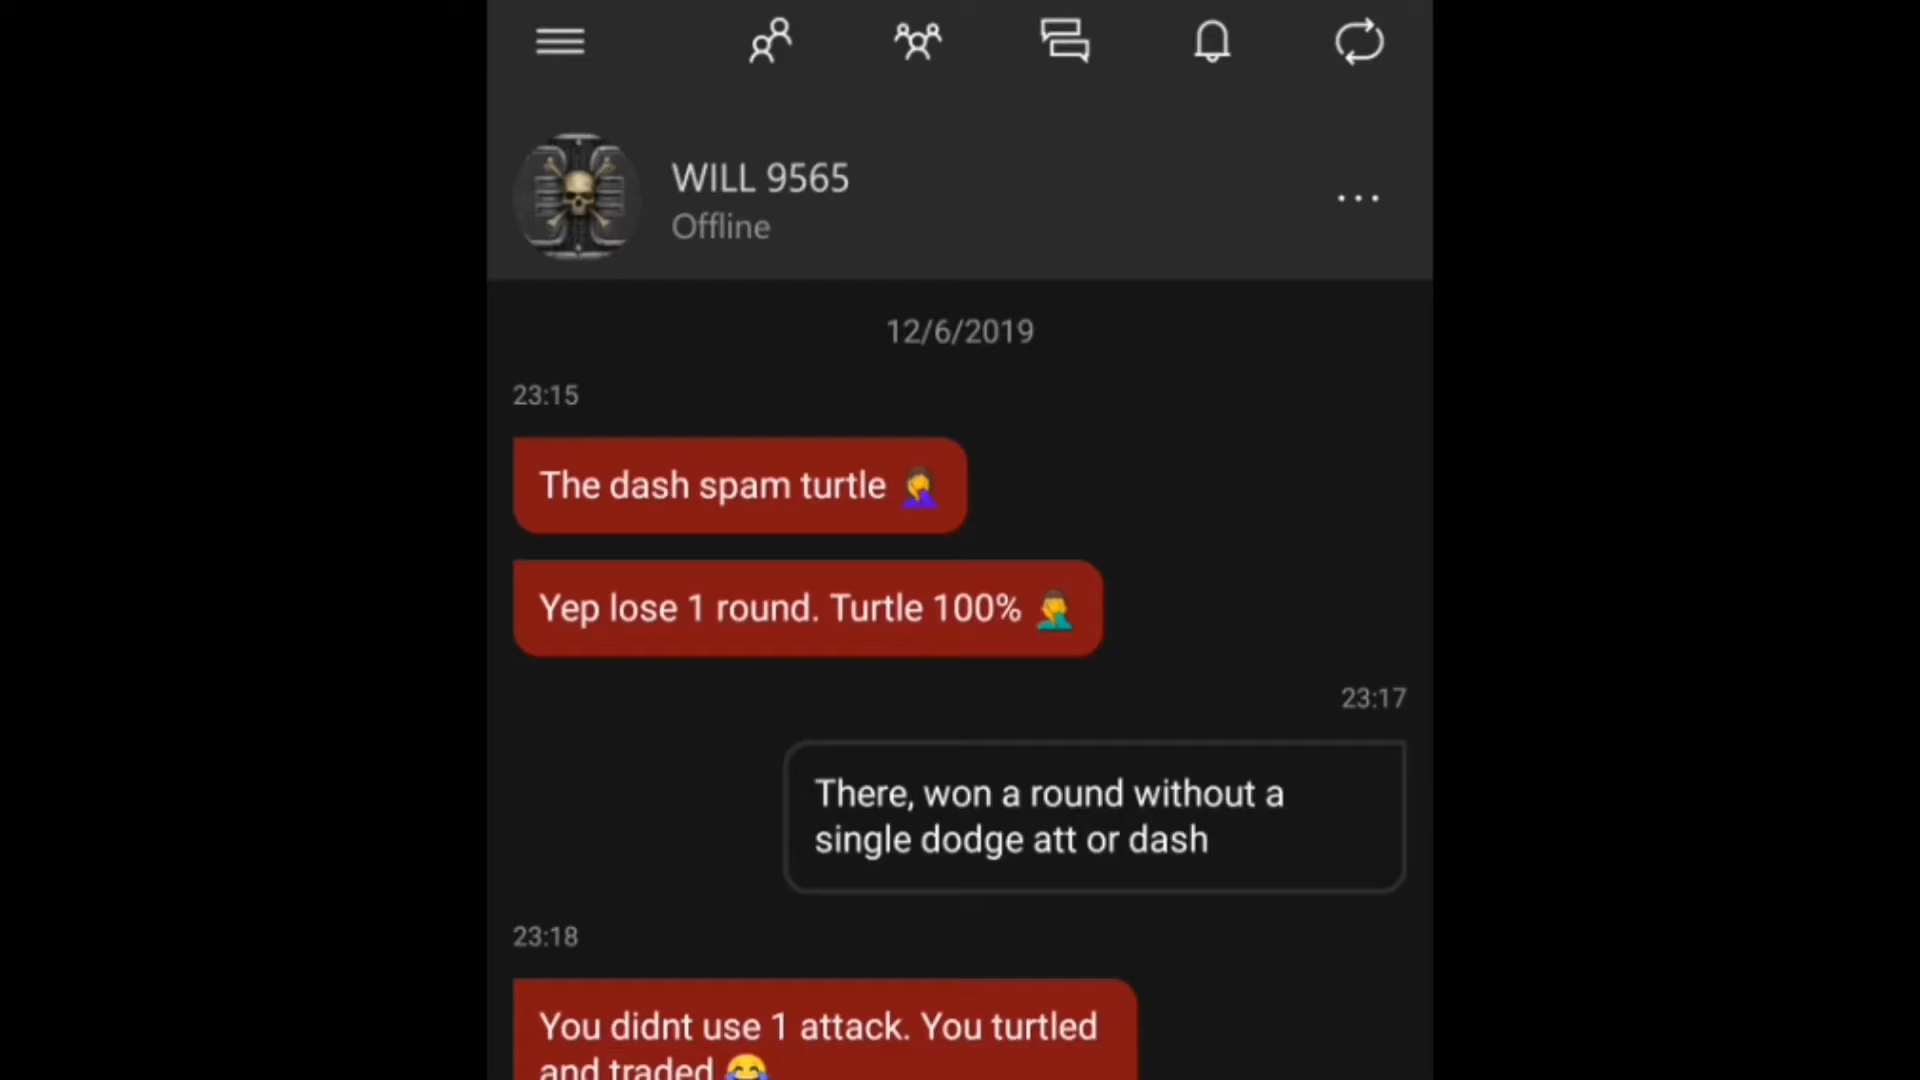 WILL 9565
Offline
12/6/2019
23:15
The dash spam turtle 🤦‍♀️
Yep lose 1 round. Turtle 100% 🤦‍♂️
23:17
There, won a round without a
single dodge att or dash
23:18
You didnt use 1 attack. You turtled
and traded 😂